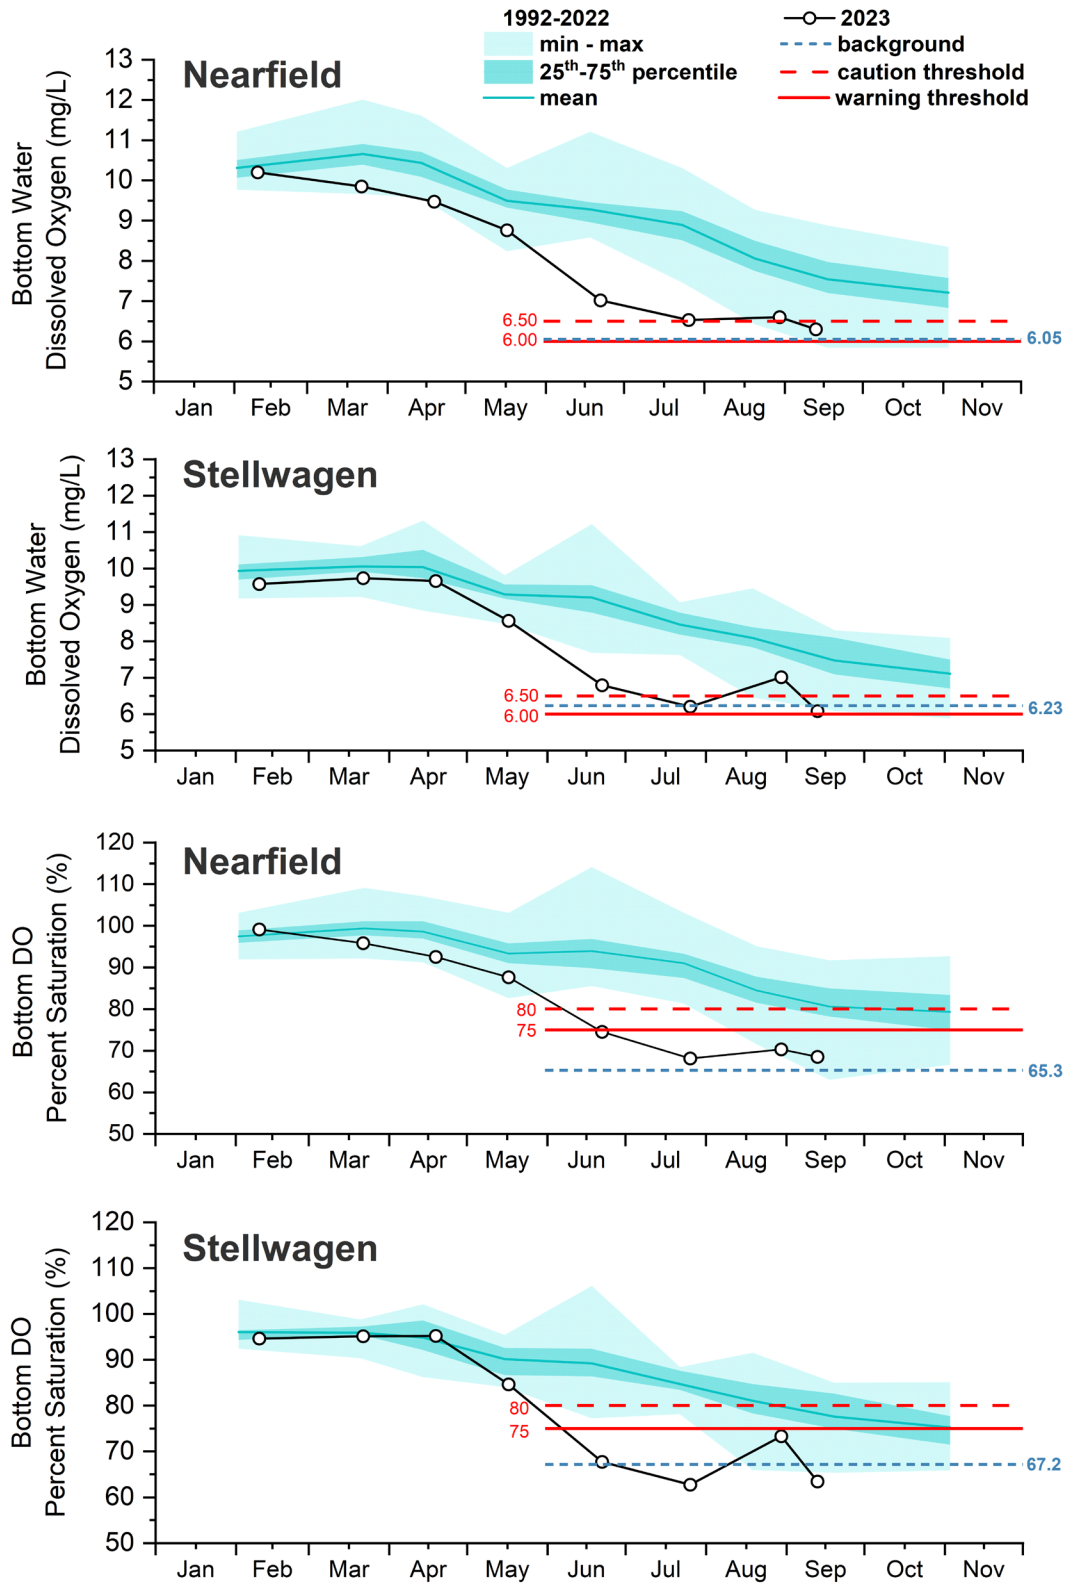 1992-2022
min - max
25th-75th percentile
mean
2023
background
caution threshold
warning threshold
Nearfield
Bottom Water
Dissolved Oxygen (mg/L)
13
12
11
10
9
8
7
6
5
6.50
6.00
6.05
Jan Feb Mar Apr May Jun Jul Aug Sep Oct Nov
Stellwagen
Bottom Water
Dissolved Oxygen (mg/L)
13
12
11
10
9
8
7
6
5
6.50
6.00
6.23
Jan Feb Mar Apr May Jun Jul Aug Sep Oct Nov
Nearfield
Bottom DO
Percent Saturation (%)
120
110
100
90
80
70
60
50
80
75
65.3
Jan Feb Mar Apr May Jun Jul Aug Sep Oct Nov
Stellwagen
Bottom DO
Percent Saturation (%)
120
110
100
90
80
70
60
50
80
75
67.2
Jan Feb Mar Apr May Jun Jul Aug Sep Oct Nov